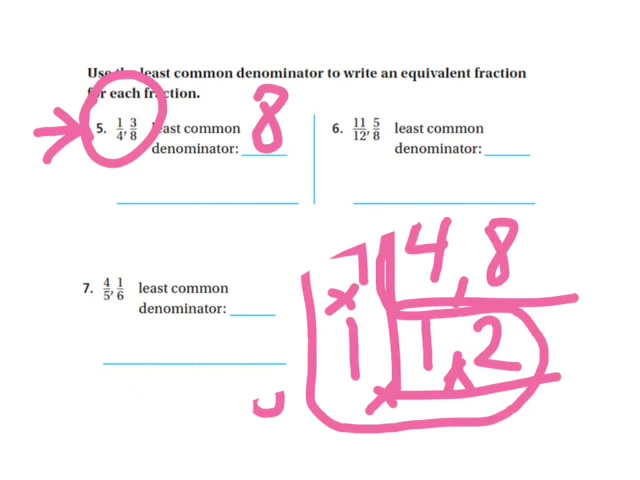 Use the least common denominator to write an equivalent fraction
for each fraction.
5. 1/4, 3/8 least common
denominator: 8
6. 11/12, 5/8 least common
denominator:
4, 8
×
1 1, 2
×
7. 4/5, 1/6 least common
denominator: